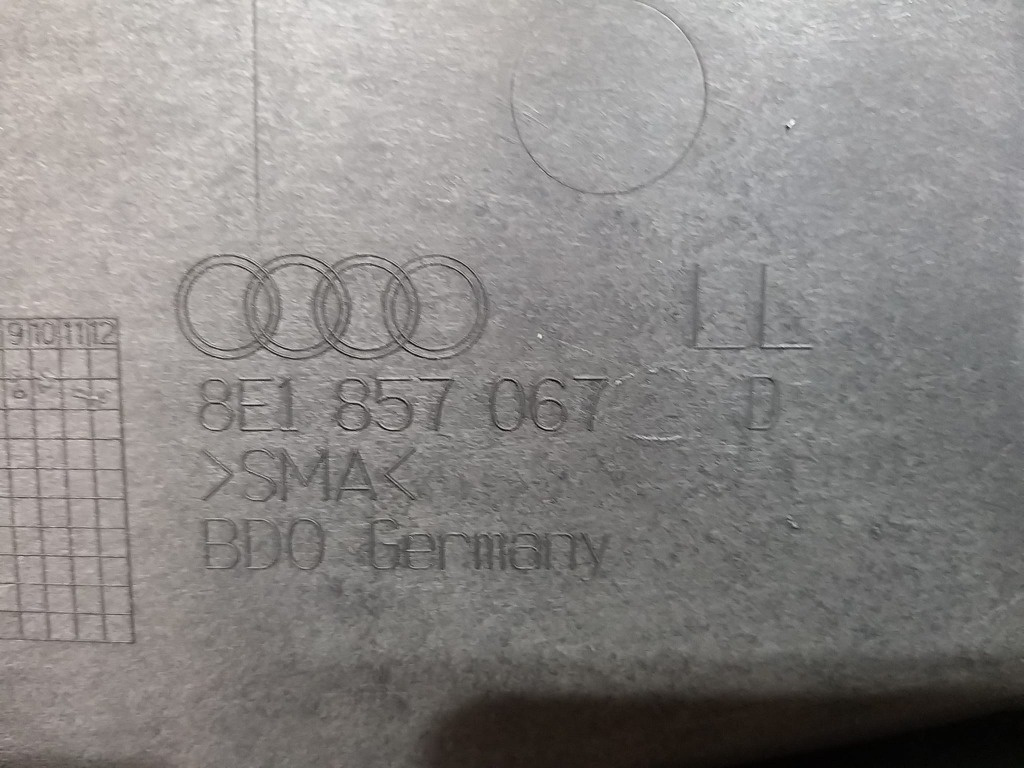 LL
9 10 11 12
8E1 857 067 D
>SMA<
BDO Germany